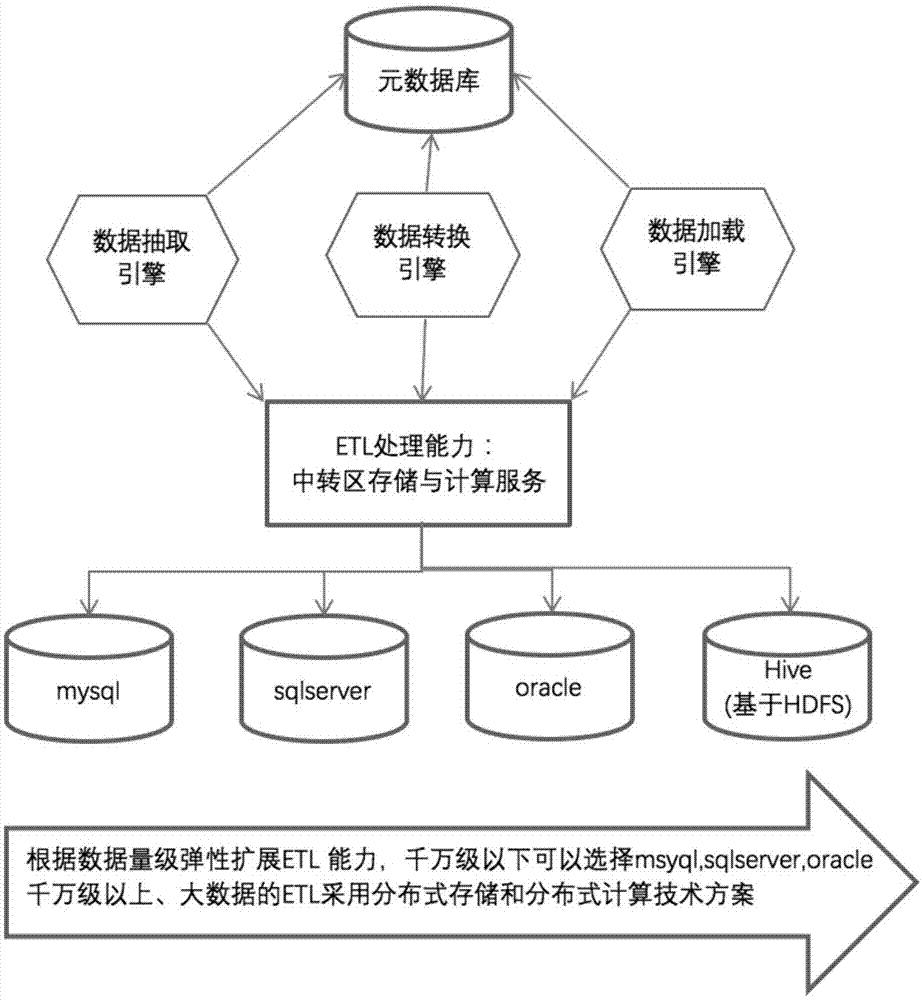 元数据库
数据抽取
引擎
数据转换
引擎
数据加载
引擎
ETL处理能力：
中转区存储与计算服务
mysql
sqlserver
oracle
Hive
(基于HDFS)
根据数据量级弹性扩展ETL 能力，千万级以下可以选择msyql,sqlserver,oracle
千万级以上、大数据的ETL采用分布式存储和分布式计算技术方案